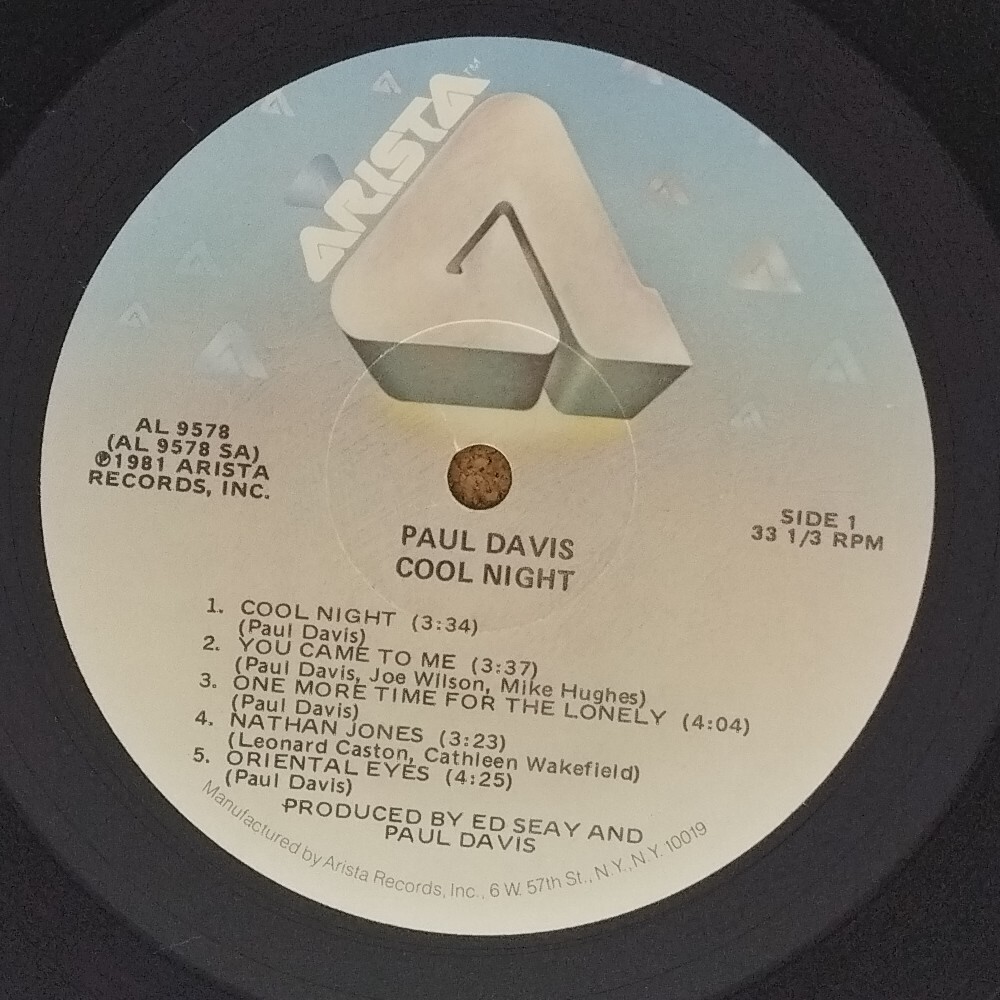 ARISTA™
AL 9578
(AL 9578 SA)
℗1981 ARISTA
RECORDS, INC.
SIDE 1
33 1/3 RPM
PAUL DAVIS
COOL NIGHT
1. COOL NIGHT (3:34)
(Paul Davis)
2. YOU CAME TO ME (3:37)
(Paul Davis, Joe Wilson, Mike Hughes)
3. ONE MORE TIME FOR THE LONELY (4:04)
(Paul Davis)
4. NATHAN JONES (3:23)
(Leonard Caston, Cathleen Wakefield)
5. ORIENTAL EYES (4:25)
(Paul Davis)
PRODUCED BY ED SEAY AND
PAUL DAVIS
Manufactured by Arista Records, Inc., 6 W. 57th St., N.Y., N.Y. 10019